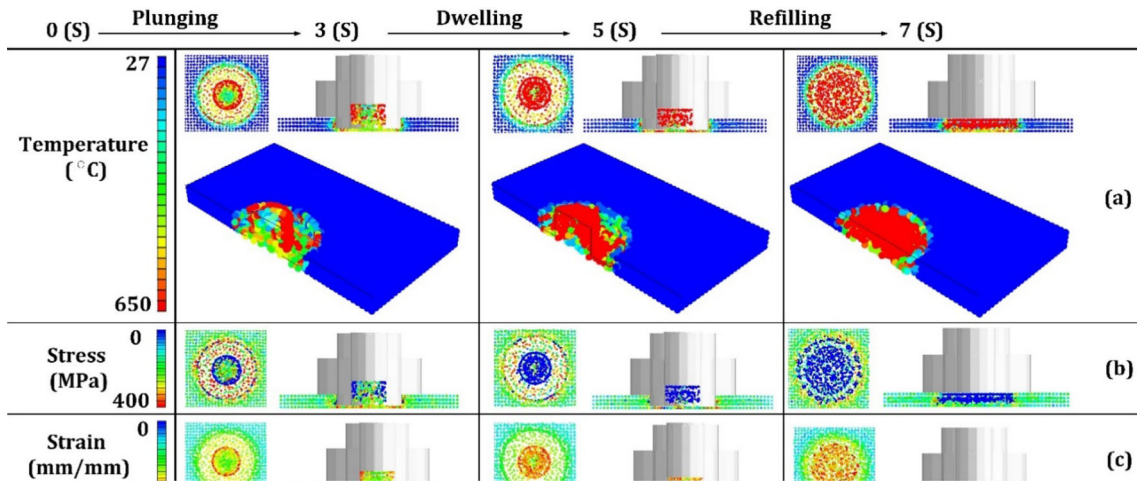 Plunging Dwelling Refilling
0 (S) 3 (S) 5 (S) 7 (S)
27
Temperature
(°C)
650
(a)
0
Stress
(MPa)
400
(b)
0
Strain
(mm/mm)
(c)